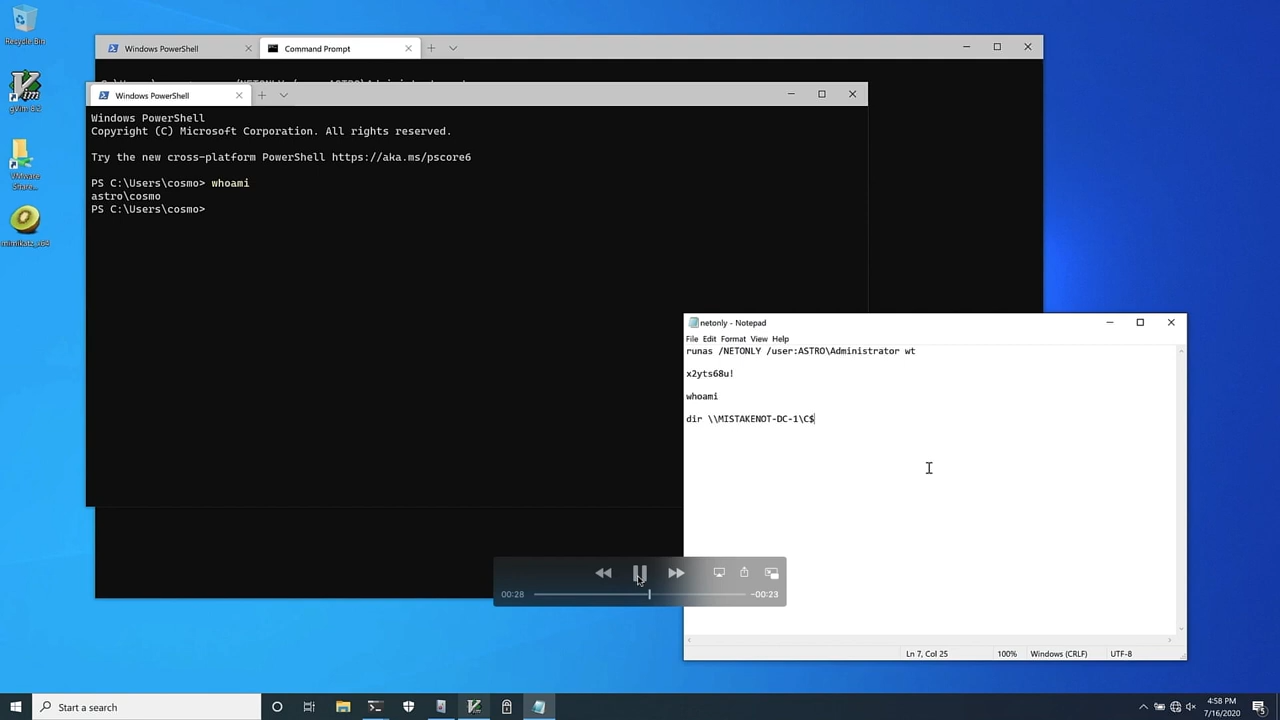 Recycle Bin
gVim 8.2
VMware
Share...
mimikatz_x64
Windows PowerShell
Command Prompt
Windows PowerShell
Windows PowerShell
Copyright (C) Microsoft Corporation. All rights reserved.
Try the new cross-platform PowerShell https://aka.ms/pscore6
PS C:\Users\cosmo> whoami
astro\cosmo
PS C:\Users\cosmo>
netonly - Notepad
File Edit Format View Help
runas /NETONLY /user:ASTRO\Administrator wt
x2yts68u!
whoami
dir \\MISTAKENOT-DC-1\C$
00:28
-00:23
Ln 7, Col 25 100% Windows (CRLF) UTF-8
Start a search
4:58 PM
7/16/2020